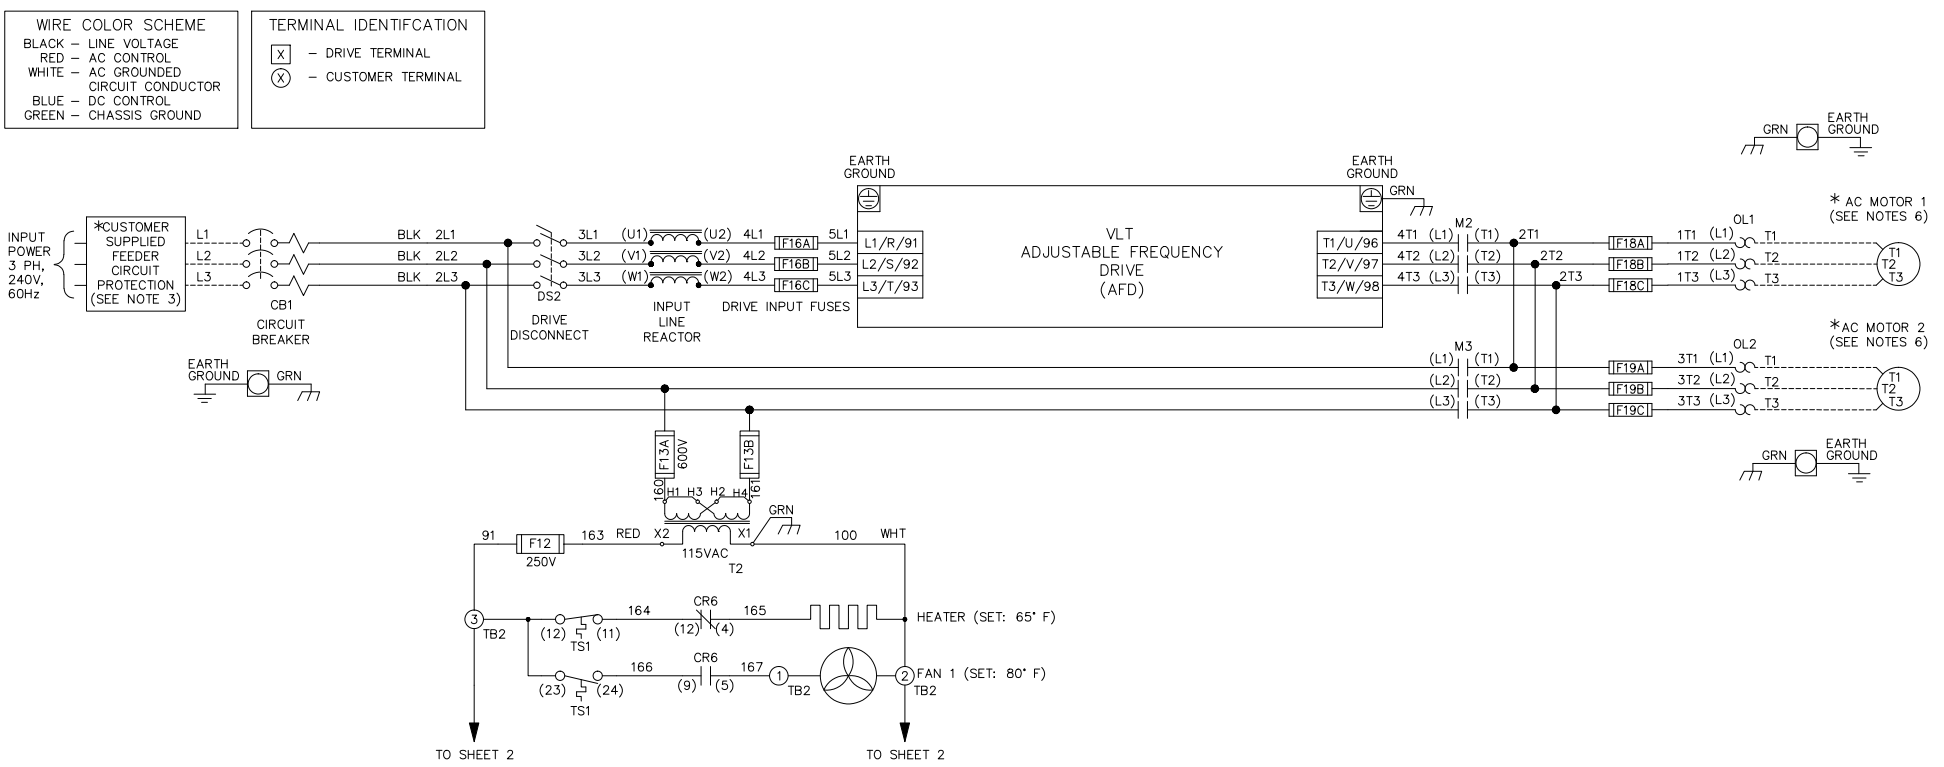 WIRE COLOR SCHEME
BLACK – LINE VOLTAGE
RED – AC CONTROL
WHITE – AC GROUNDED
CIRCUIT CONDUCTOR
BLUE – DC CONTROL
GREEN – CHASSIS GROUND
TERMINAL IDENTIFCATION
X – DRIVE TERMINAL
X – CUSTOMER TERMINAL
INPUT
POWER
3 PH,
240V,
60Hz
*CUSTOMER
SUPPLIED
FEEDER
CIRCUIT
PROTECTION
(SEE NOTE 3)
L1
L2
L3
CB1
CIRCUIT
BREAKER
EARTH
GROUND
GRN
BLK 2L1
BLK 2L2
BLK 2L3
DS2
DRIVE
DISCONNECT
3L1 (U1) (U2) 4L1 F16A 5L1
3L2 (V1) (V2) 4L2 F16B 5L2
3L3 (W1) (W2) 4L3 F16C 5L3
INPUT
LINE
REACTOR
DRIVE INPUT FUSES
EARTH
GROUND
L1/R/91
L2/S/92
L3/T/93
VLT
ADJUSTABLE FREQUENCY
DRIVE
(AFD)
EARTH
GROUND
GRN
T1/U/96
T2/V/97
T3/W/98
M2
4T1 (L1) (T1) 2T1 F18A 1T1 (L1) T1
4T2 (L2) (T2) 2T2 F18B 1T2 (L2) T2
4T3 (L3) (T3) 2T3 F18C 1T3 (L3) T3
OL1
GRN
EARTH
GROUND
* AC MOTOR 1
(SEE NOTES 6)
T1
T2
T3
M3
(L1) (T1) F19A 3T1 (L1) T1
(L2) (T2) F19B 3T2 (L2) T2
(L3) (T3) F19C 3T3 (L3) T3
OL2
*AC MOTOR 2
(SEE NOTES 6)
T1
T2
T3
GRN
EARTH
GROUND
F13A
600V
F13B
160
161
H1 H3 H2 H4
GRN
91 F12 163 RED X2 X1 100 WHT
250V
115VAC
T2
3
TB2
(12) (11)
TS1
164
CR6
(12) (4)
165
HEATER (SET: 65° F)
(23) (24)
TS1
166
CR6
(9) (5)
167
1
TB2
2
TB2
FAN 1 (SET: 80° F)
TO SHEET 2
TO SHEET 2